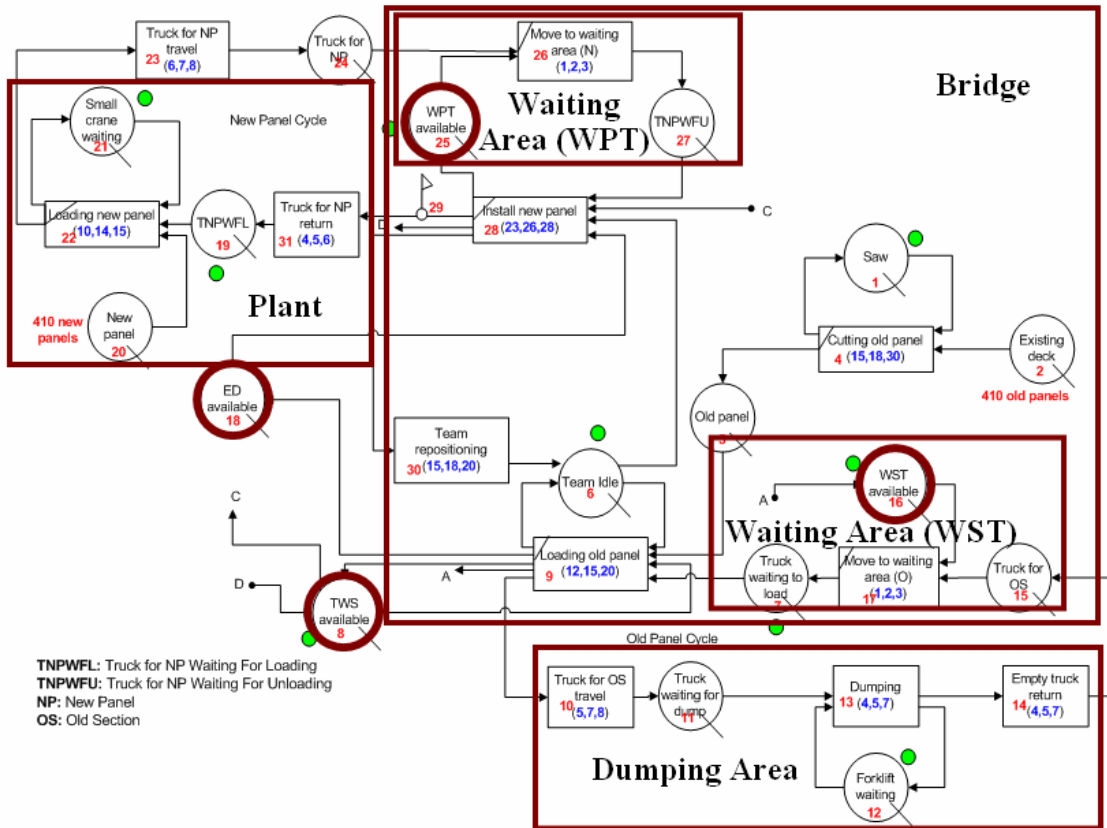 Truck for NP
travel
23
(6,7,8)
Truck for
NP
24
Move to waiting
area (N)
26
(1,2,3)
Bridge
Small
crane
waiting
21
New Panel Cycle
WPT
available
25
Waiting
Area (WPT)
TNPWFU
27
29
Loading new panel
(10,14,15)
22
TNPWFL
19
Truck for NP
return
31 (4,5,6)
D
Install new panel
28 (23,26,28)
C
Saw
1
Plant
410 new
panels
New
panel
20
Cutting old panel
4 (15,18,30)
Existing
deck
2
410 old panels
ED
available
18
Old panel
5
Team
repositioning
30 (15,18,20)
Team Idle
6
WST
available
16
A
Waiting Area (WST)
C
Loading old panel
9 (12,15,20)
A
Truck
waiting to
load
7
Move to waiting
area (O)
17 (1,2,3)
Truck for
OS
15
D
TWS
available
8
Old Panel Cycle
TNPWFL: Truck for NP Waiting For Loading
TNPWFU: Truck for NP Waiting For Unloading
NP: New Panel
OS: Old Section
Truck for OS
travel
10 (5,7,8)
Truck
waiting for
dump
11
Dumping
13 (4,5,7)
Empty truck
return
14 (4,5,7)
Dumping Area
Forklift
waiting
12